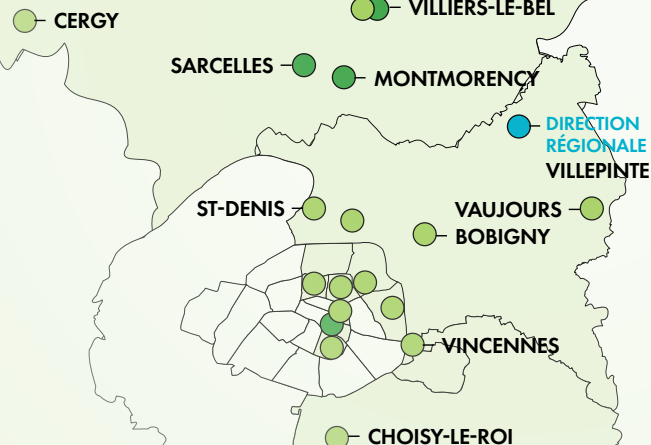 VILLIERS-LE-BEL
CERGY
SARCELLES
MONTMORENCY
DIRECTION
RÉGIONALE
VILLEPINTE
ST-DENIS
VAUJOURS
BOBIGNY
VINCENNES
CHOISY-LE-ROI